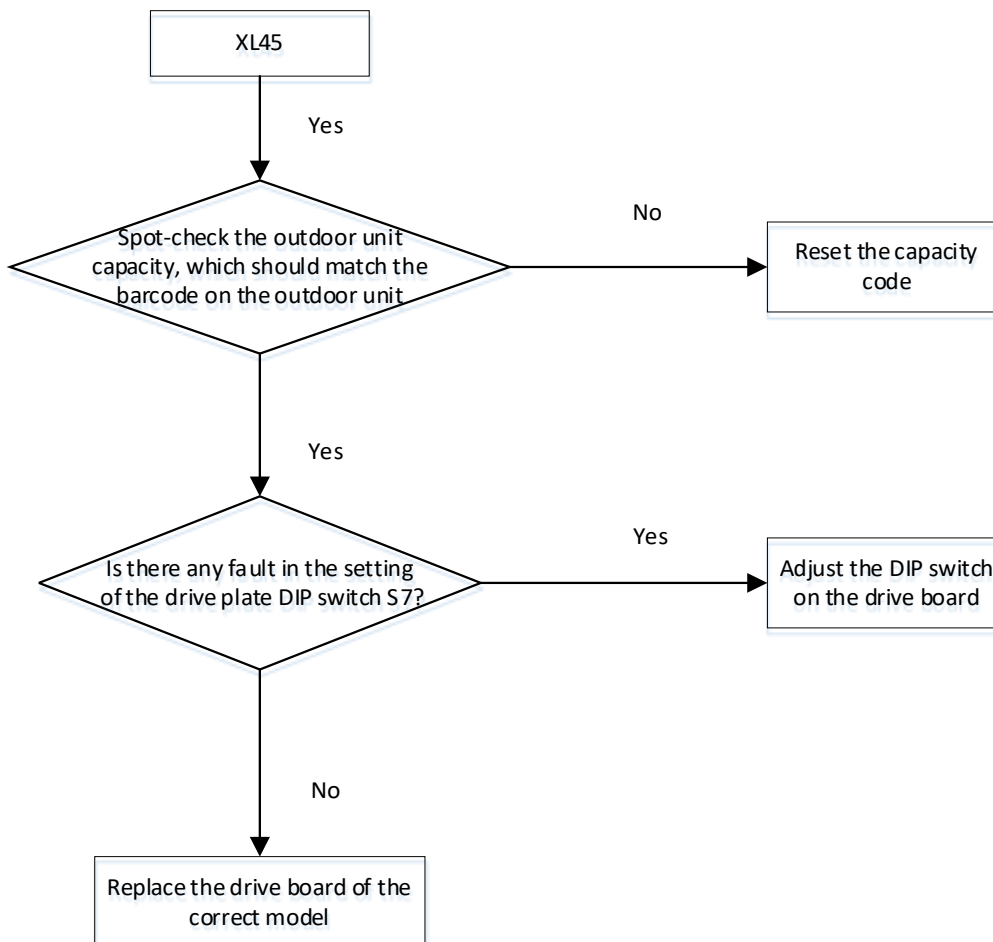 XL45
Yes
Spot-check the outdoor unit
capacity, which should match the
barcode on the outdoor unit
No
Reset the capacity
code
Yes
Is there any fault in the setting
of the drive plate DIP switch S7?
Yes
Adjust the DIP switch
on the drive board
No
Replace the drive board of the
correct model